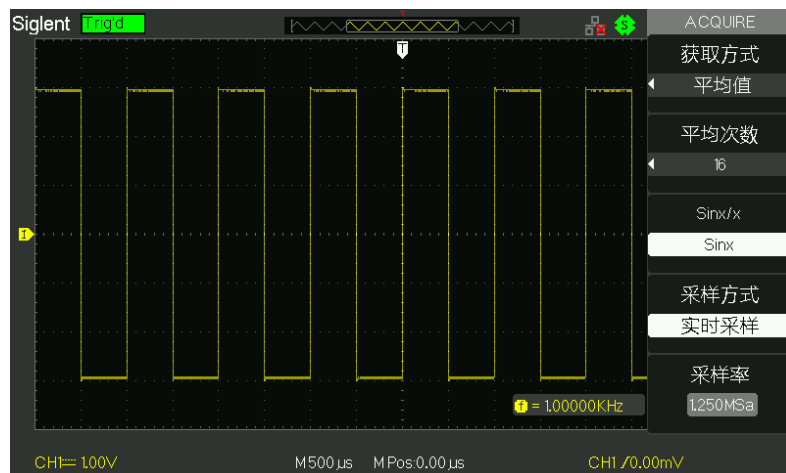 Siglent Trig'd
T
ACQUIRE
获取方式
平均值
平均次数
16
Sinx/x
Sinx
采样方式
实时采样
采样率
1.250MSa
f = 1.00000KHz
CH1 1.00V M 500μs M Pos:0.00μs CH1 0.00mV